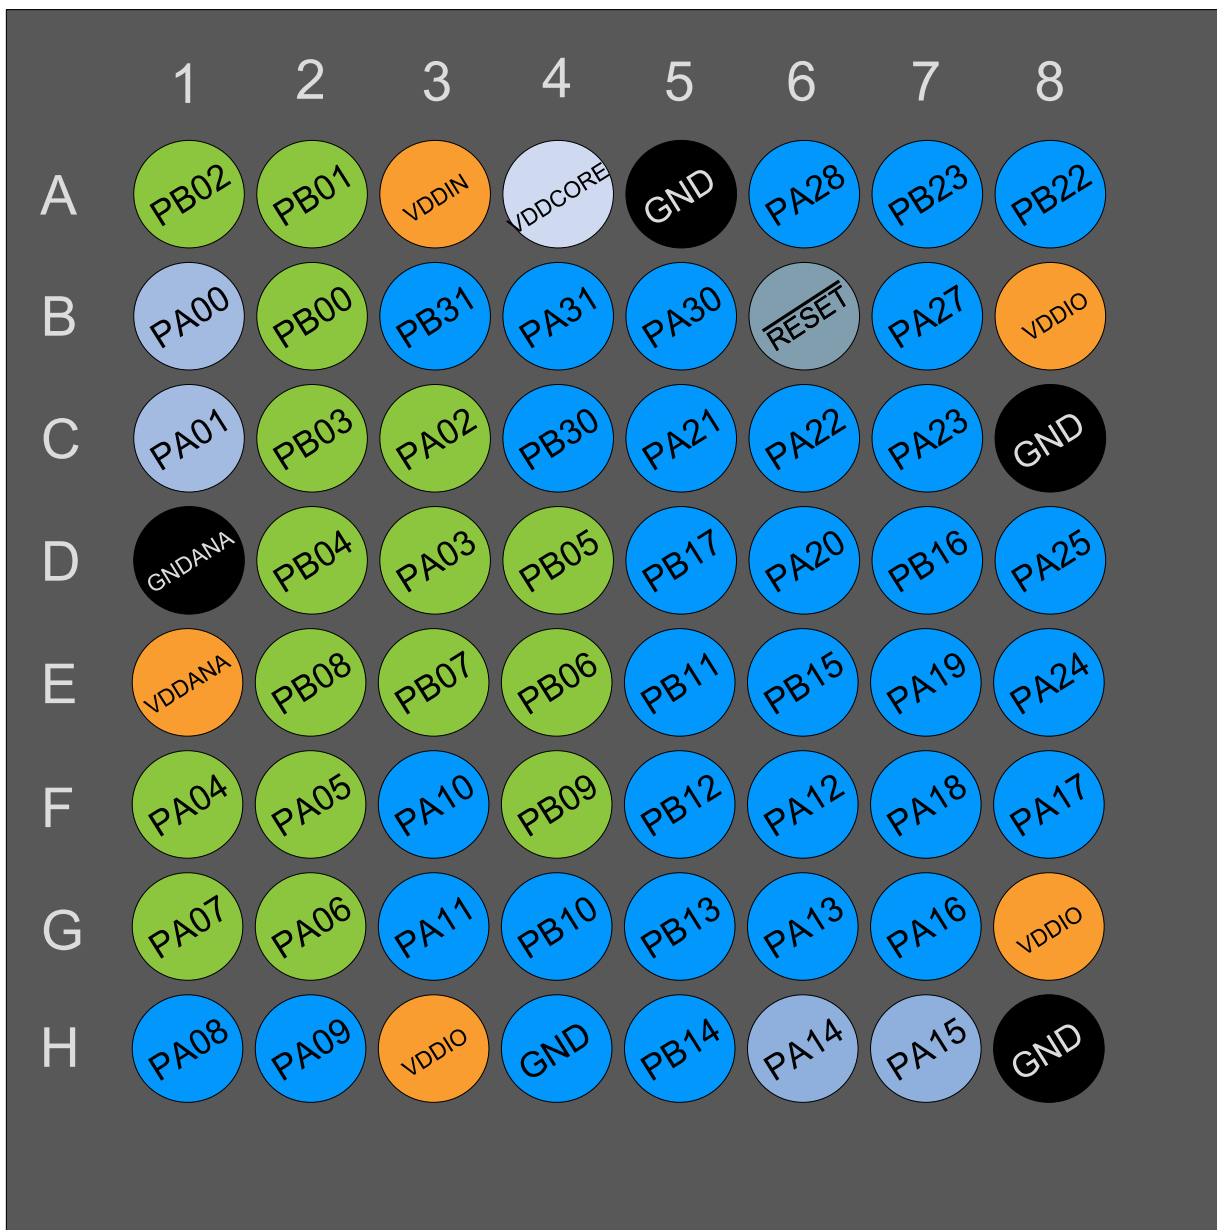 1 2 3 4 5 6 7 8
A PB02 PB01 VDDIN VDDCORE GND PA28 PB23 PB22
B PA00 PB00 PB31 PA31 PA30 RESET PA27 VDDIO
C PA01 PB03 PA02 PB30 PA21 PA22 PA23 GND
D GNDANA PB04 PA03 PB05 PB17 PA20 PB16 PA25
E VDDANA PB08 PB07 PB06 PB11 PB15 PA19 PA24
F PA04 PA05 PA10 PB09 PB12 PA12 PA18 PA17
G PA07 PA06 PA11 PB10 PB13 PA13 PA16 VDDIO
H PA08 PA09 VDDIO GND PB14 PA14 PA15 GND